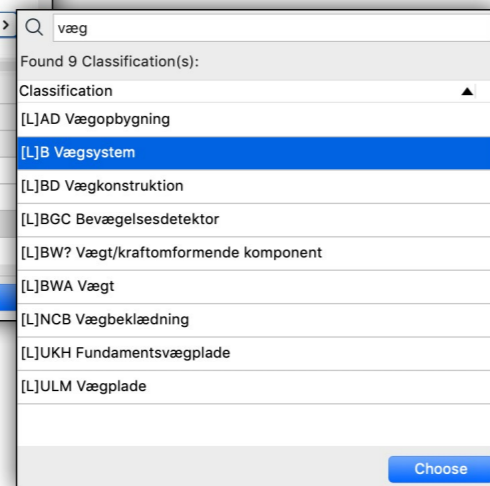 væg
Found 9 Classification(s):
Classification
[L]AD Vægopbygning
[L]B Vægsystem
[L]BD Vægkonstruktion
[L]BGC Bevægelsesdetektor
[L]BW? Vægt/kraftomformende komponent
[L]BWA Vægt
[L]NCB Vægbeklædning
[L]UKH Fundamentsvægplade
[L]ULM Vægplade
Choose